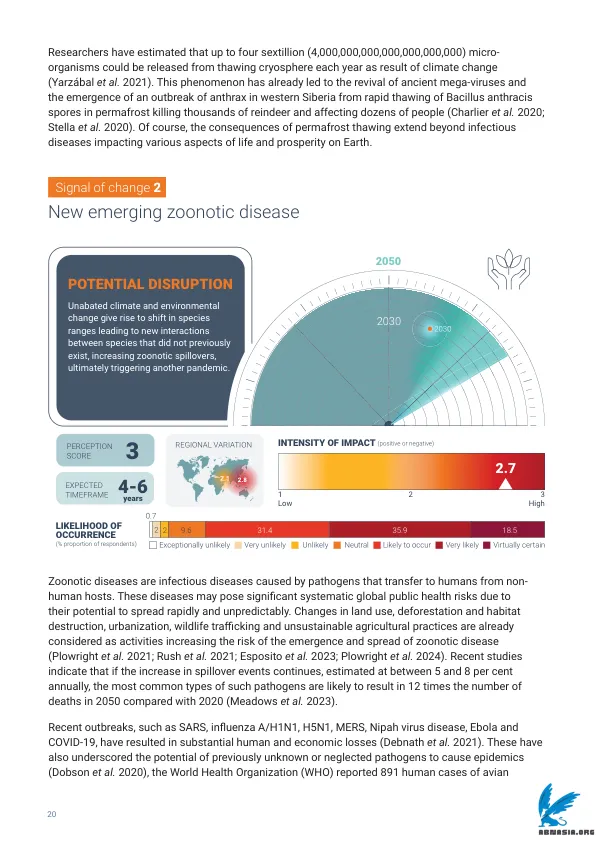 Researchers have estimated that up to four sextillion (4,000,000,000,000,000,000,000) micro-
organisms could be released from thawing cryosphere each year as result of climate change
(Yarzábal et al. 2021). This phenomenon has already led to the revival of ancient mega-viruses and
the emergence of an outbreak of anthrax in western Siberia from rapid thawing of Bacillus anthracis
spores in permafrost killing thousands of reindeer and affecting dozens of people (Charlier et al. 2020;
Stella et al. 2020). Of course, the consequences of permafrost thawing extend beyond infectious
diseases impacting various aspects of life and prosperity on Earth.
Signal of change 2
New emerging zoonotic disease
2050
POTENTIAL DISRUPTION
Unabated climate and environmental
change give rise to shift in species
ranges leading to new interactions
between species that did not previously
exist, increasing zoonotic spillovers,
ultimately triggering another pandemic.
2030
2030
PERCEPTION
SCORE
3
EXPECTED
TIMEFRAME
4-6
years
REGIONAL VARIATION
2.8
INTENSITY OF IMPACT (positive or negative)
2.7
1 2 3
Low High
LIKELIHOOD OF
OCCURRENCE
(% proportion of respondents)
0.7
2 2 9.6 31.4 35.9 18.5
Exceptionally unlikely Very unlikely Unlikely Neutral Likely to occur Very likely Virtually certain
Zoonotic diseases are infectious diseases caused by pathogens that transfer to humans from non-
human hosts. These diseases may pose significant systematic global public health risks due to
their potential to spread rapidly and unpredictably. Changes in land use, deforestation and habitat
destruction, urbanization, wildlife trafficking and unsustainable agricultural practices are already
considered as activities increasing the risk of the emergence and spread of zoonotic disease
(Plowright et al. 2021; Rush et al. 2021; Esposito et al. 2023; Plowright et al. 2024). Recent studies
indicate that if the increase in spillover events continues, estimated at between 5 and 8 per cent
annually, the most common types of such pathogens are likely to result in 12 times the number of
deaths in 2050 compared with 2020 (Meadows et al. 2023).
Recent outbreaks, such as SARS, influenza A/H1N1, H5N1, MERS, Nipah virus disease, Ebola and
COVID-19, have resulted in substantial human and economic losses (Debnath et al. 2021). These have
also underscored the potential of previously unknown or neglected pathogens to cause epidemics
(Dobson et al. 2020), the World Health Organization (WHO) reported 891 human cases of avian
20
ABNASIA.ORG